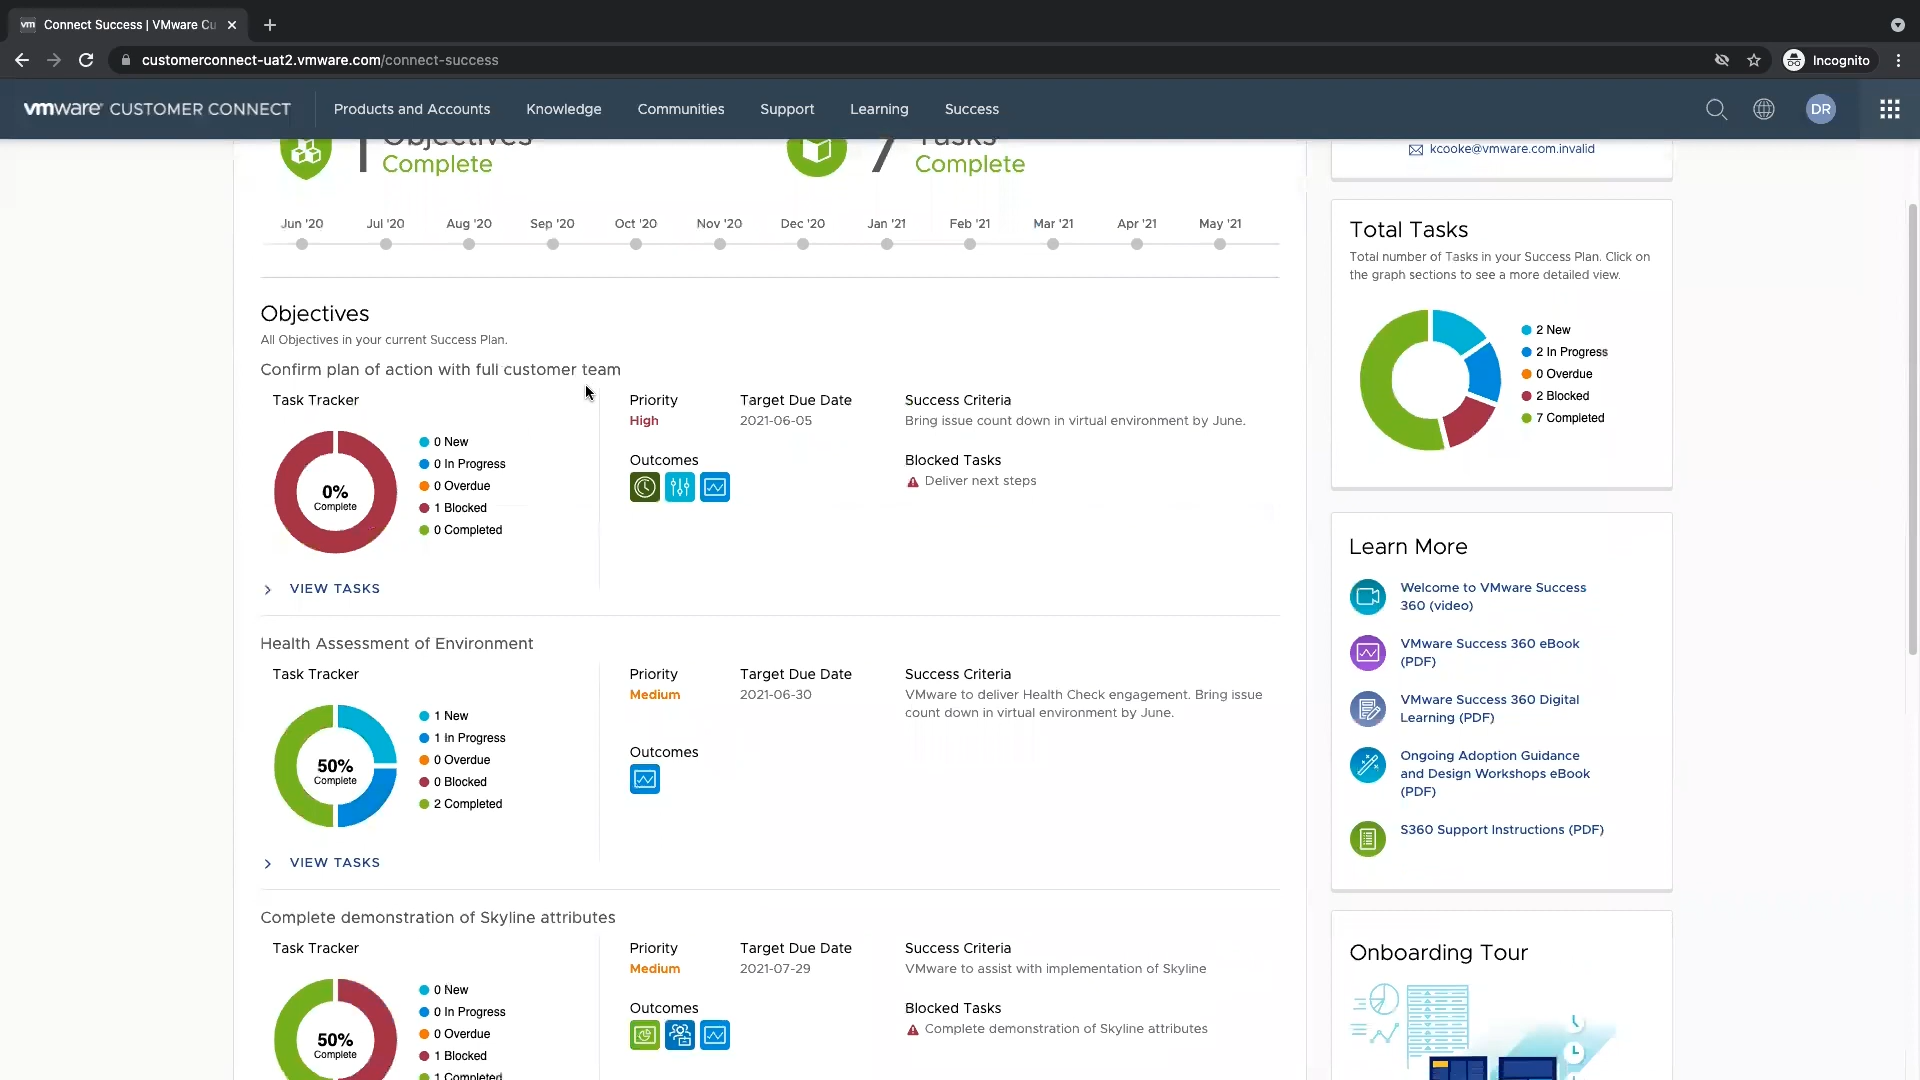 vm Connect Success | VMware Cu
customerconnect-uat2.vmware.com/connect-success
Incognito
vmware CUSTOMER CONNECT
Products and Accounts
Knowledge
Communities
Support
Learning
Success
DR
1 Objectives
Complete
7 Tasks
Complete
kcooke@vmware.com.invalid
Jun '20 Jul '20 Aug '20 Sep '20 Oct '20 Nov '20 Dec '20 Jan '21 Feb '21 Mar '21 Apr '21 May '21
Objectives
All Objectives in your current Success Plan.
Confirm plan of action with full customer team
Task Tracker
0%
Complete
0 New
0 In Progress
0 Overdue
1 Blocked
0 Completed
Priority
High
Target Due Date
2021-06-05
Success Criteria
Bring issue count down in virtual environment by June.
Outcomes
Blocked Tasks
Deliver next steps
VIEW TASKS
Health Assessment of Environment
Task Tracker
50%
Complete
1 New
1 In Progress
0 Overdue
0 Blocked
2 Completed
Priority
Medium
Target Due Date
2021-06-30
Success Criteria
VMware to deliver Health Check engagement. Bring issue
count down in virtual environment by June.
Outcomes
VIEW TASKS
Complete demonstration of Skyline attributes
Task Tracker
50%
Complete
0 New
0 In Progress
0 Overdue
1 Blocked
1 Completed
Priority
Medium
Target Due Date
2021-07-29
Success Criteria
VMware to assist with implementation of Skyline
Outcomes
Blocked Tasks
Complete demonstration of Skyline attributes
Total Tasks
Total number of Tasks in your Success Plan. Click on
the graph sections to see a more detailed view.
2 New
2 In Progress
0 Overdue
2 Blocked
7 Completed
Learn More
Welcome to VMware Success
360 (video)
VMware Success 360 eBook
(PDF)
VMware Success 360 Digital
Learning (PDF)
Ongoing Adoption Guidance
and Design Workshops eBook
(PDF)
S360 Support Instructions (PDF)
Onboarding Tour